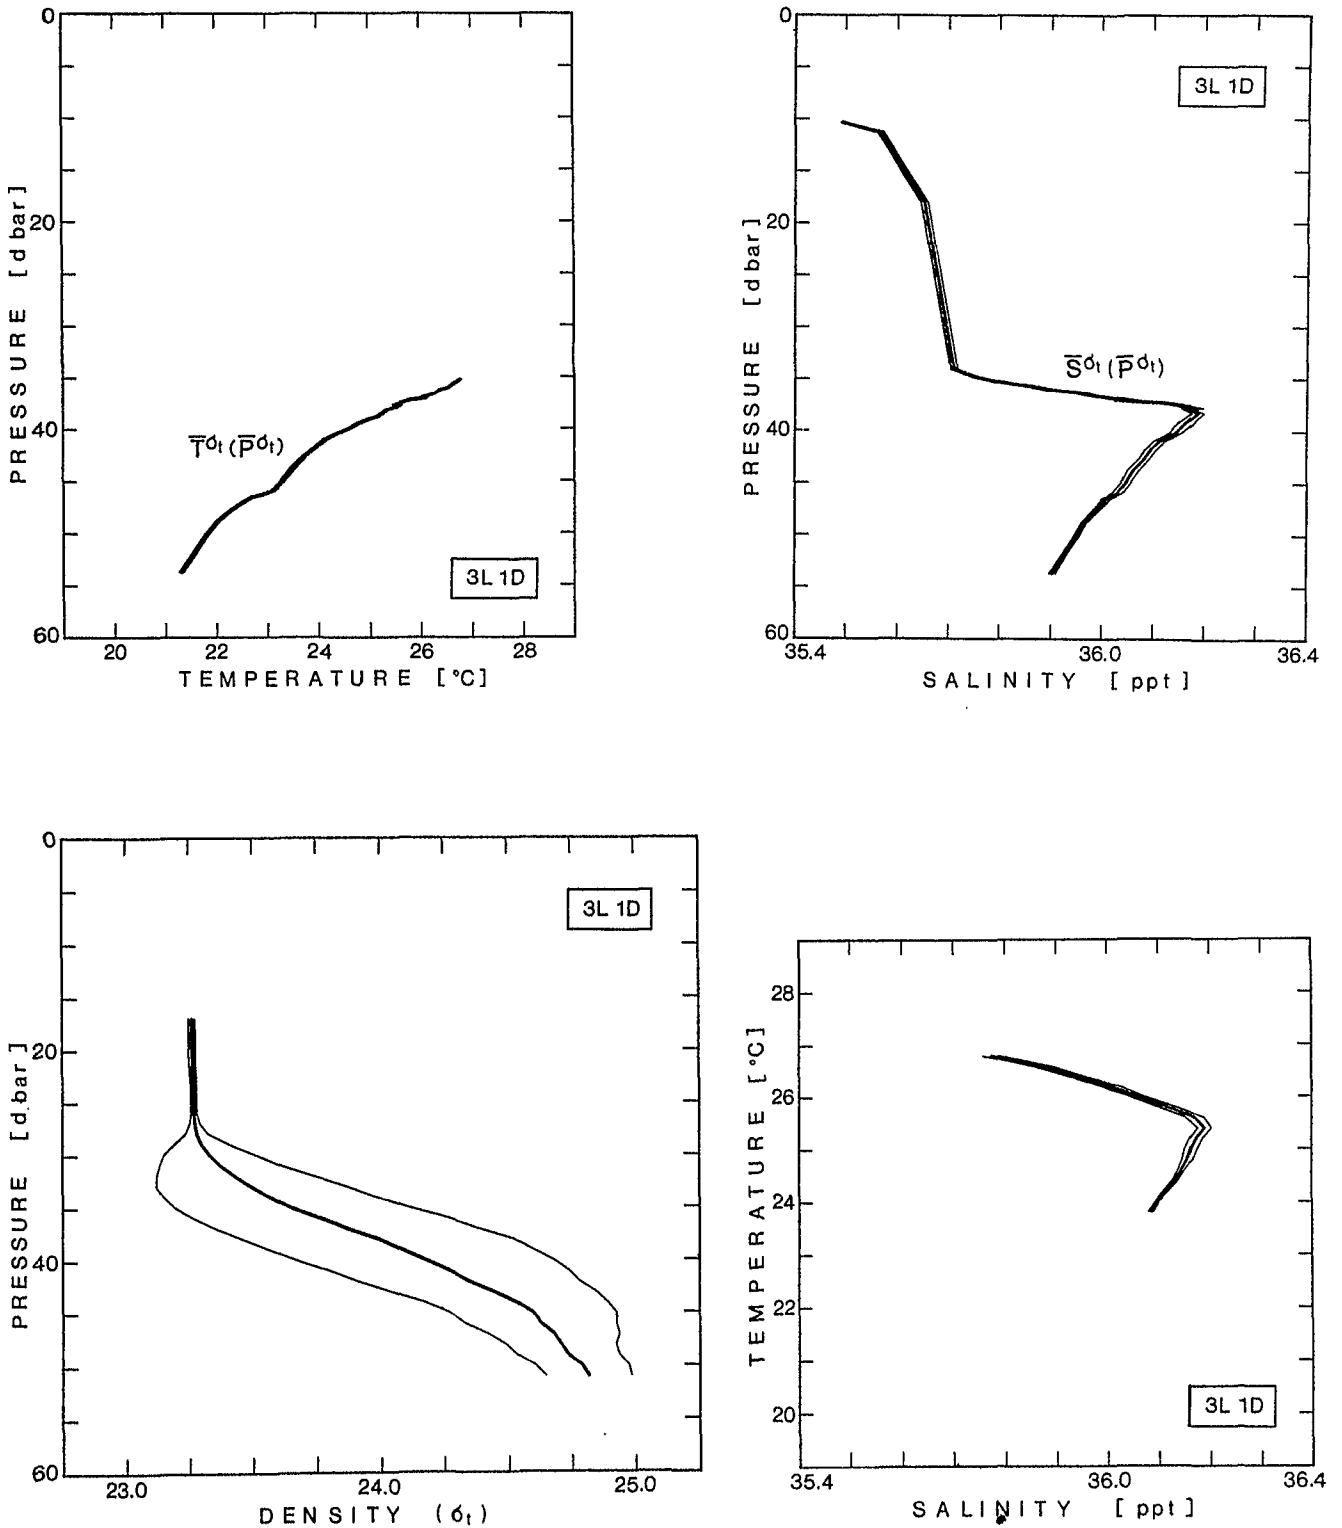 0
20
40
60
PRESSURE [dbar]
T̅σt(P̅σt)
3L 1D
20 22 24 26 28
TEMPERATURE [°C]
0
20
40
60
PRESSURE [dbar]
3L 1D
S̅σt(P̅σt)
35.4 36.0 36.4
SALINITY [ppt]
0
20
40
60
PRESSURE [d.bar]
3L 1D
23.0 24.0 25.0
DENSITY (σt)
28
26
24
22
20
TEMPERATURE [°C]
3L 1D
35.4 36.0 36.4
SALINITY [ppt]